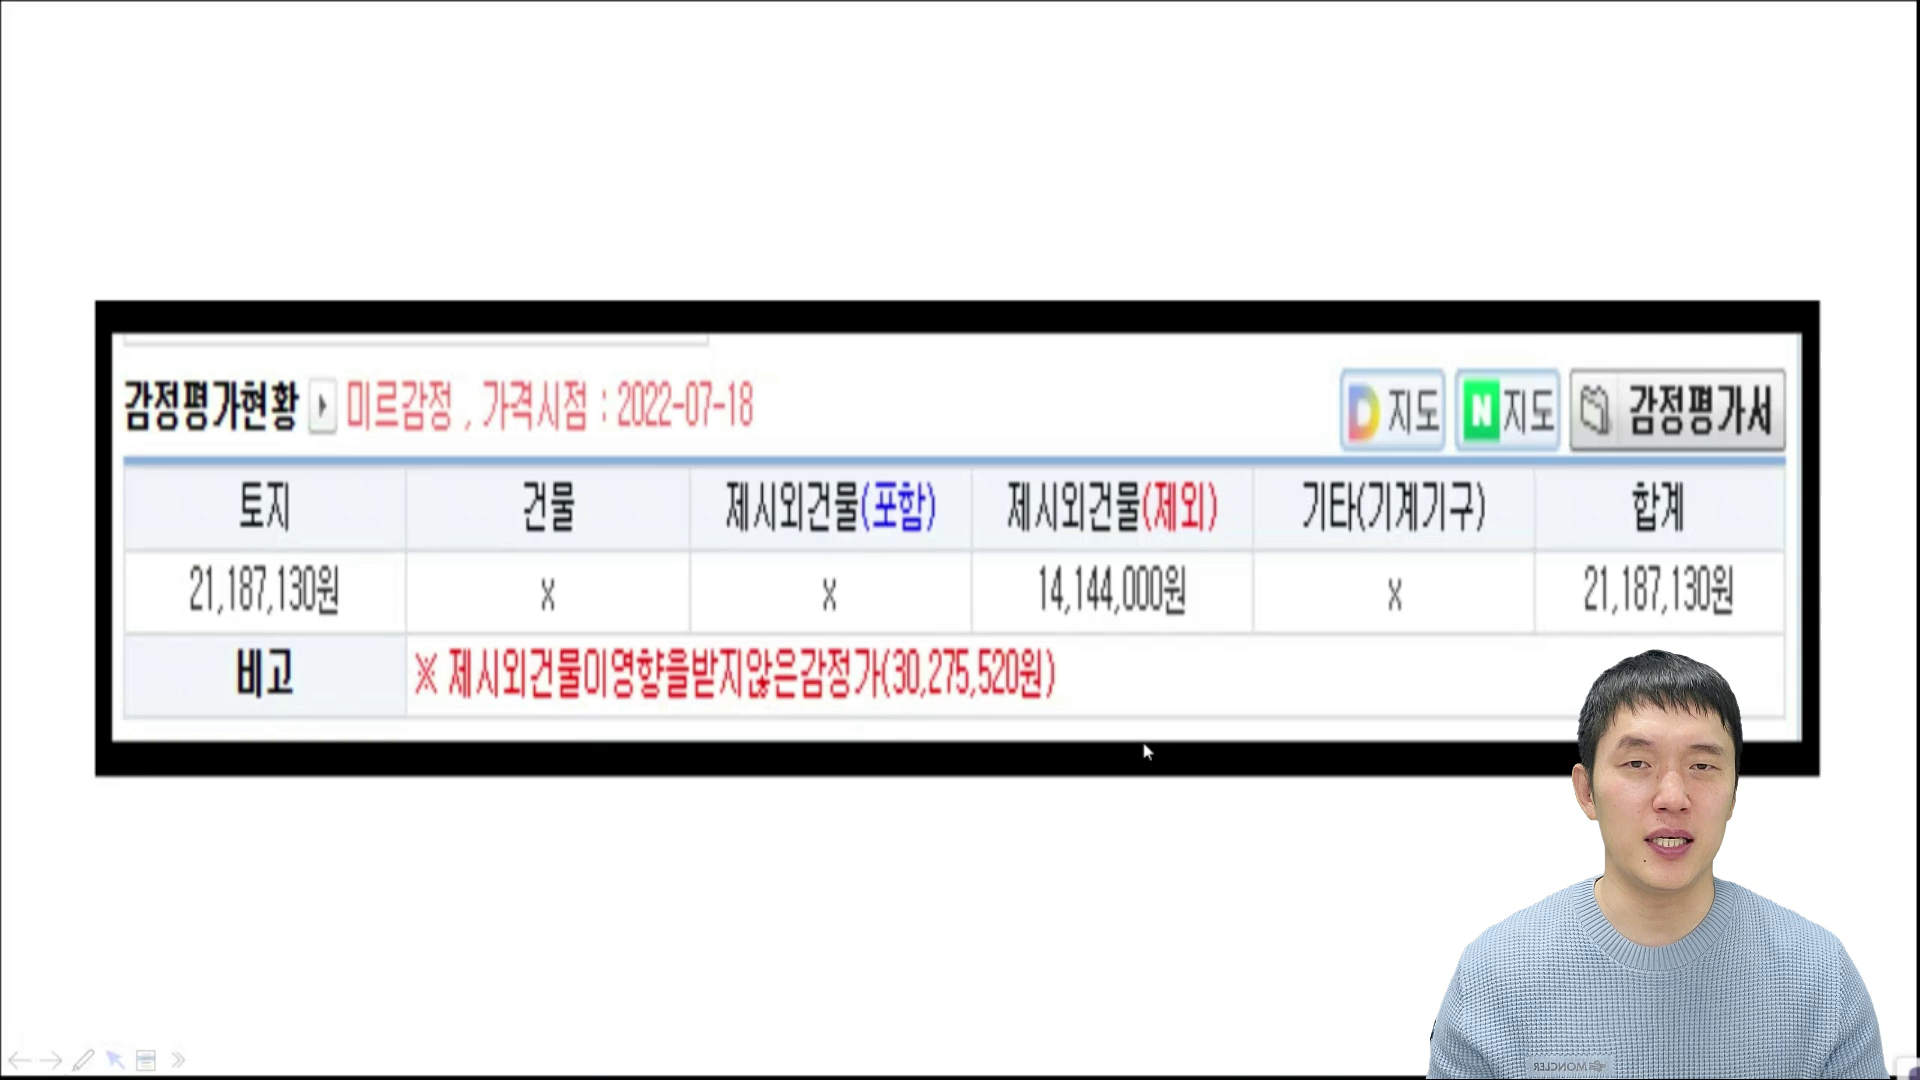 감정평가현황 미르감정 , 가격시점 : 2022-07-18 지도 N 지도 감정평가서
토지 건물 제시외건물(포함) 제시외건물(제외) 기타(기계기구) 합계
21,187,130원 x x 14,144,000원 x 21,187,130원
비고 ※ 제시외건물이영향을받지않은감정가(30,275,520원)
MONCLER